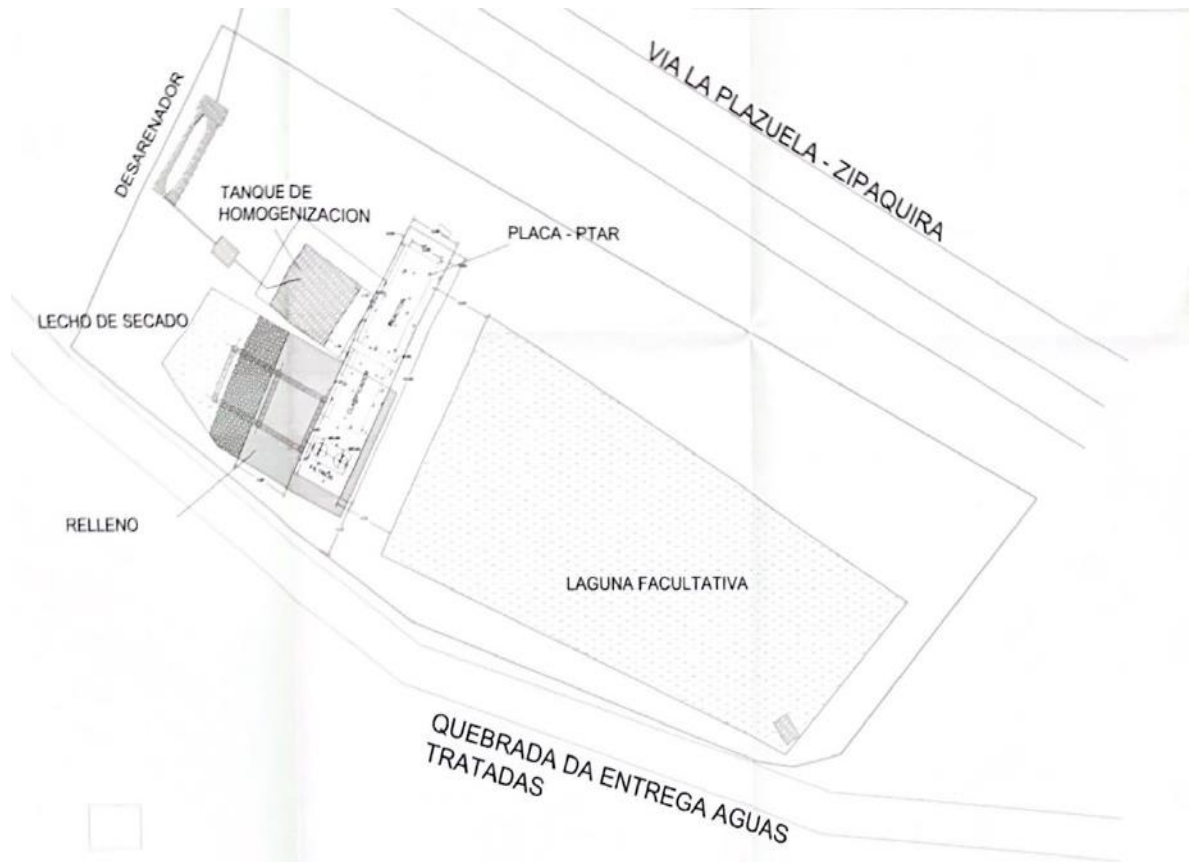 VIA LA PLAZUELA - ZIPAQUIRA
DESARENADOR
TANQUE DE
HOMOGENIZACION
PLACA - PTAR
LECHO DE SECADO
RELLENO
LAGUNA FACULTATIVA
QUEBRADA DA ENTREGA AGUAS
TRATADAS